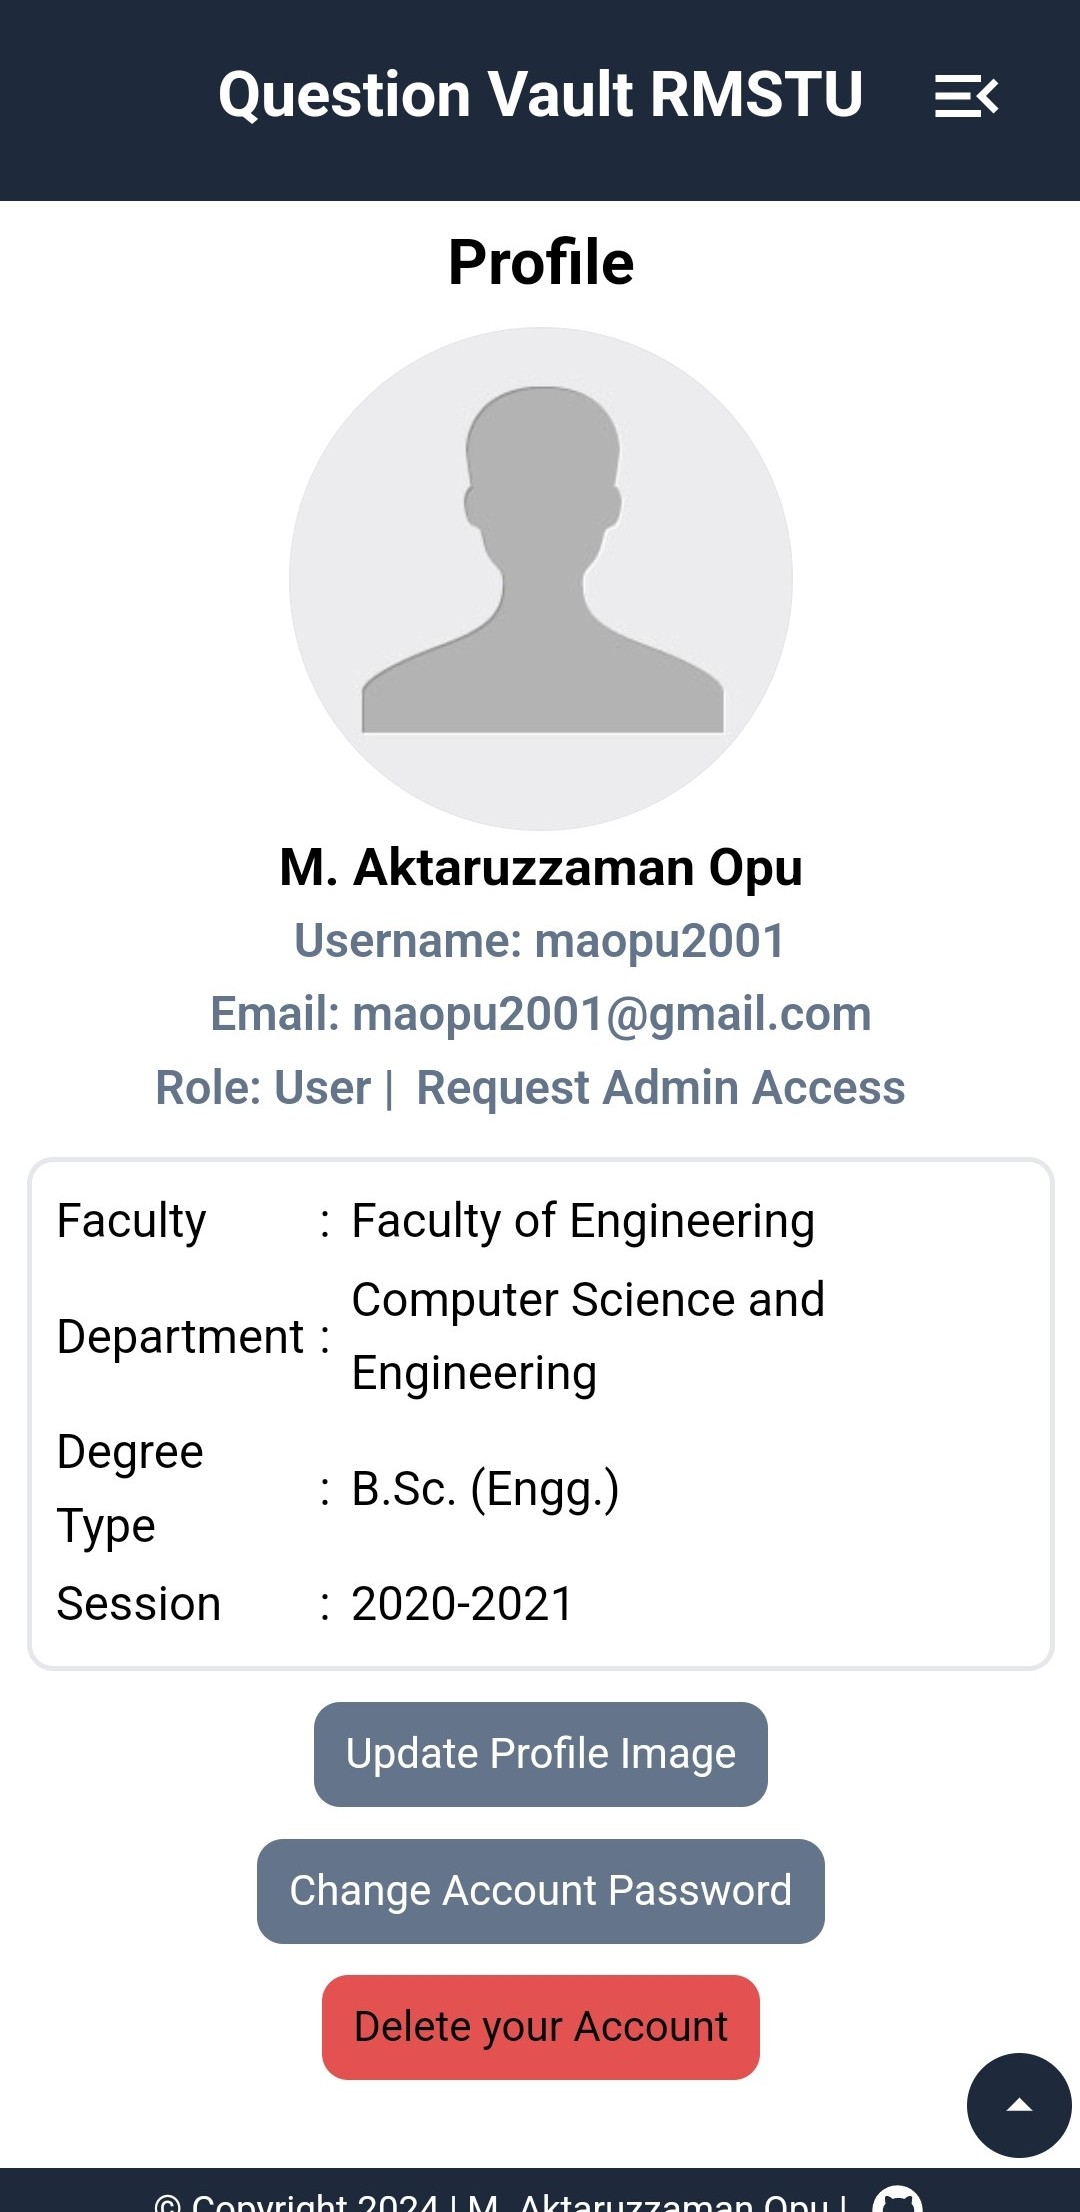 Question Vault RMSTU
Profile
M. Aktaruzzaman Opu
Username: maopu2001
Email: maopu2001@gmail.com
Role: User | Request Admin Access
Faculty : Faculty of Engineering
Department : Computer Science and
Engineering
Degree
Type : B.Sc. (Engg.)
Session : 2020-2021
Update Profile Image
Change Account Password
Delete your Account
© Copyright 2024 | M. Aktaruzzaman Opu |